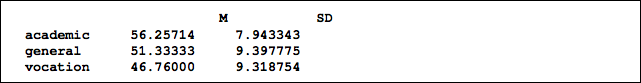 M SD
academic 56.25714 7.943343
general 51.33333 9.397775
vocation 46.76000 9.318754